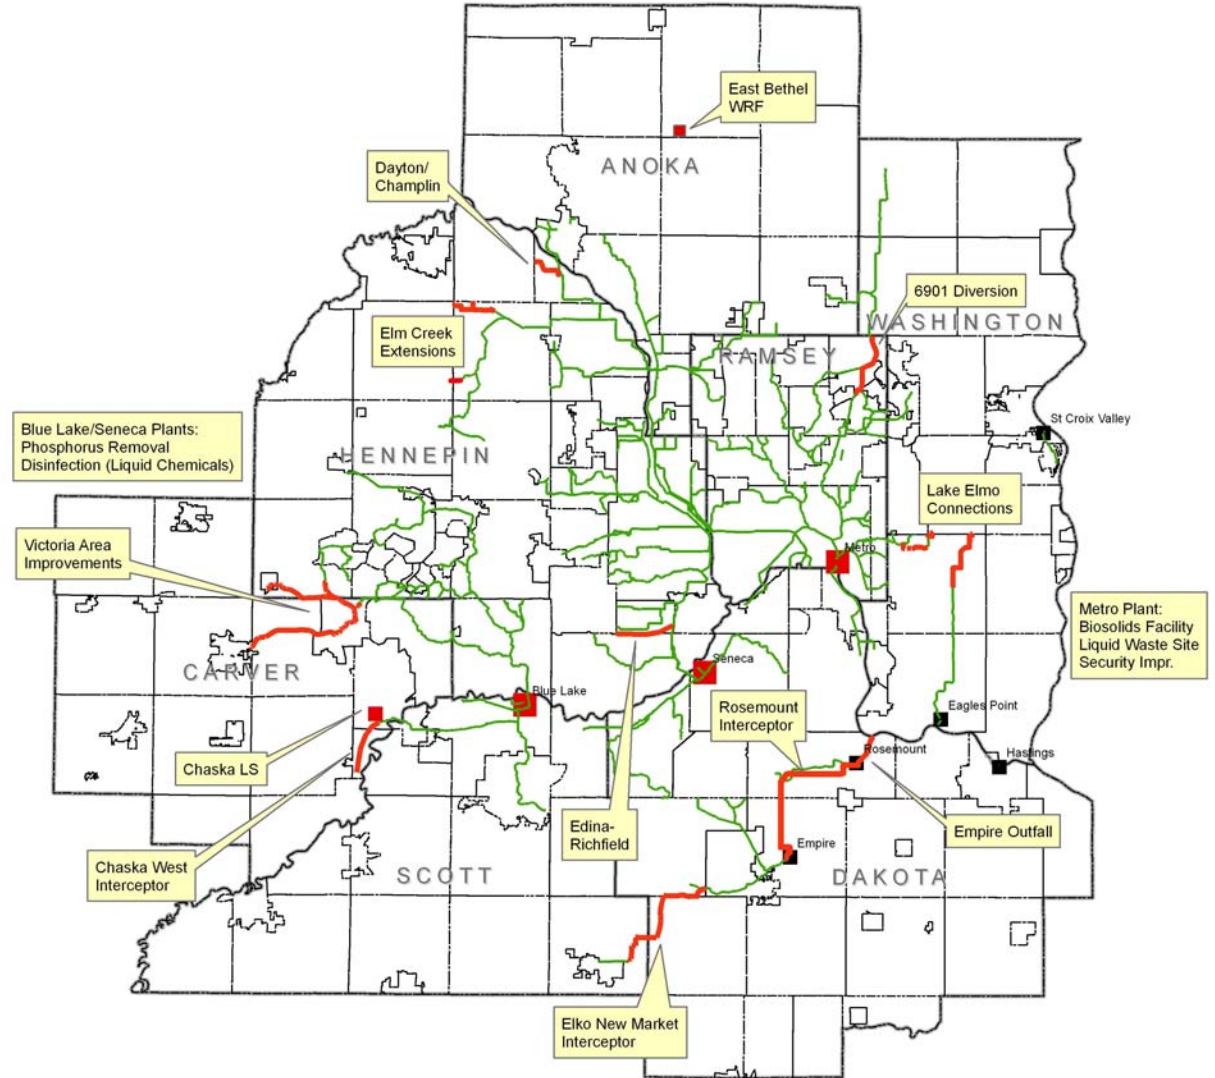 East Bethel
WRF
ANOKA
Dayton/
Champlin
6901 Diversion
WASHINGTON
Elm Creek
Extensions
RAMSEY
St Croix Valley
Blue Lake/Seneca Plants:
Phosphorus Removal
Disinfection (Liquid Chemicals)
HENNEPIN
Lake Elmo
Connections
Victoria Area
Improvements
Metro
Metro Plant:
Biosolids Facility
Liquid Waste Site
Security Impr.
CARVER
Seneca
Blue Lake
Rosemount
Interceptor
Eagles Point
Chaska LS
Rosemount
Hastings
Edina-
Richfield
Empire Outfall
Empire
Chaska West
Interceptor
SCOTT
DAKOTA
Elko New Market
Interceptor